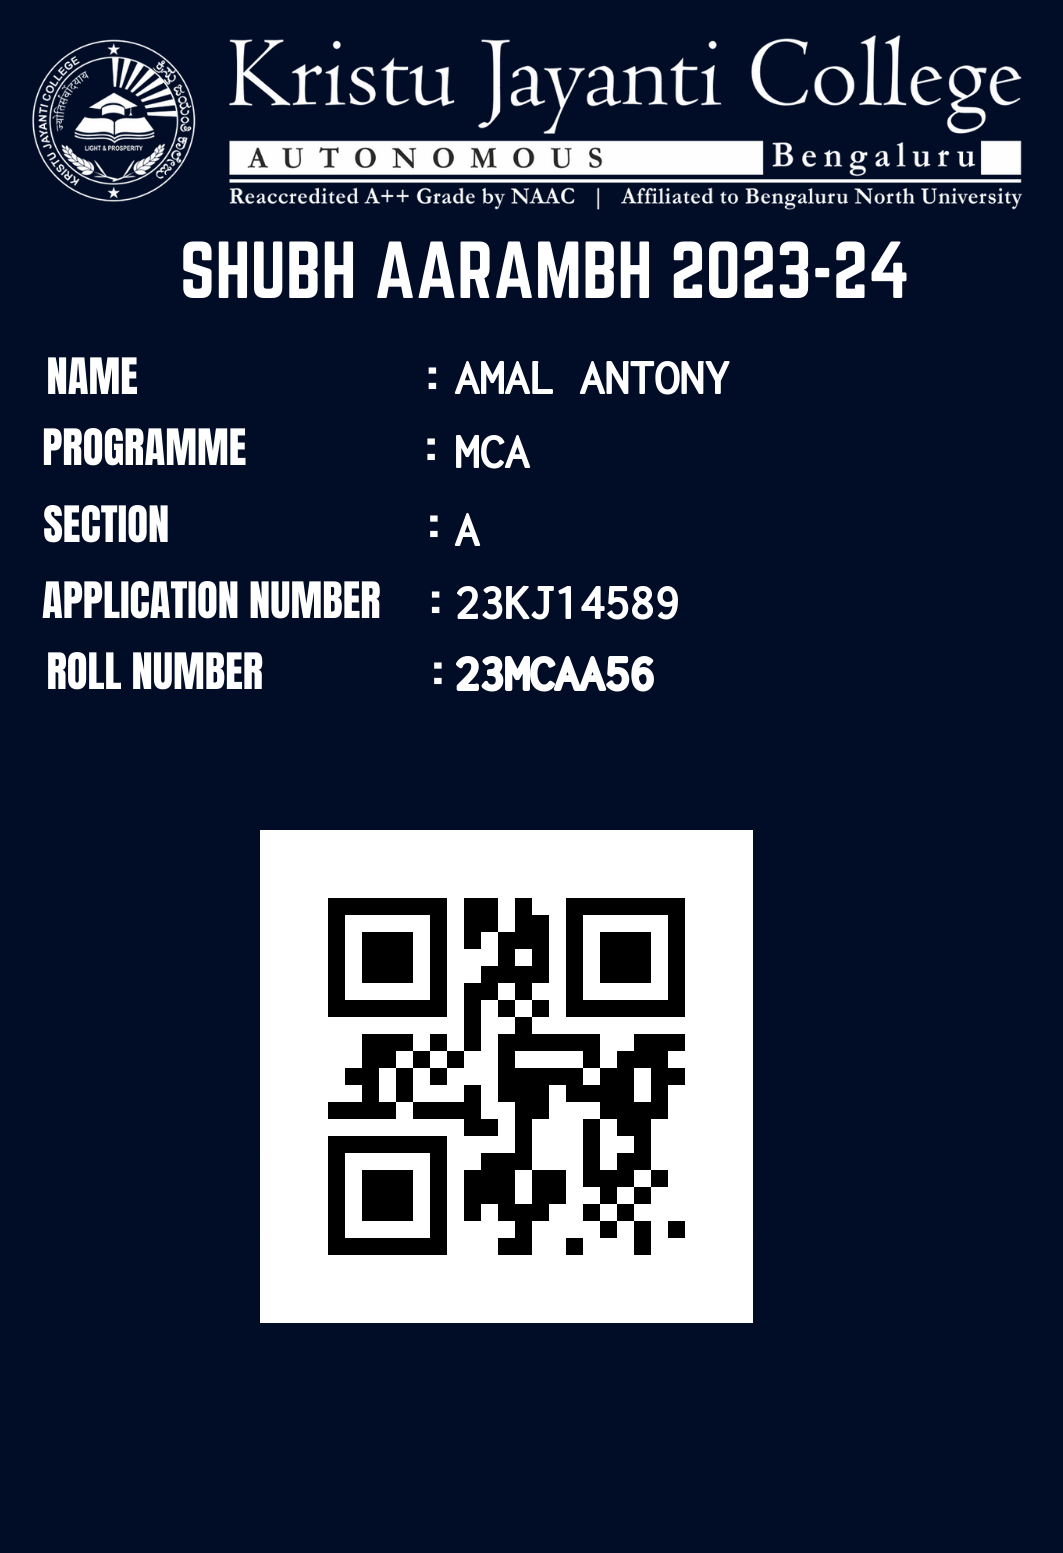 Kristu Jayanti College
AUTONOMOUS Bengaluru
Reaccredited A++ Grade by NAAC | Affiliated to Bengaluru North University
KRISTU JAYANTI COLLEGE
LIGHT & PROSPERITY
SHUBH AARAMBH 2023-24
NAME : AMAL ANTONY
PROGRAMME : MCA
SECTION : A
APPLICATION NUMBER : 23KJ14589
ROLL NUMBER : 23MCAA56